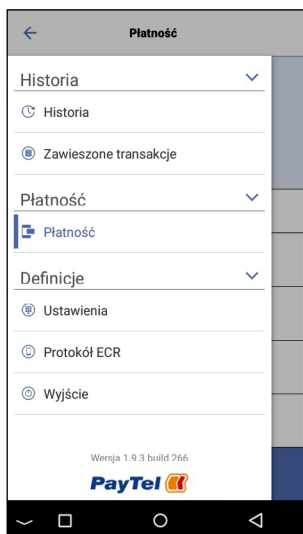 Płatność
Historia
Historia
Zawieszone transakcje
Płatność
Płatność
Definicje
Ustawienia
Protokół ECR
Wyjście
Wersja 1.9.3 build 266
PayTel